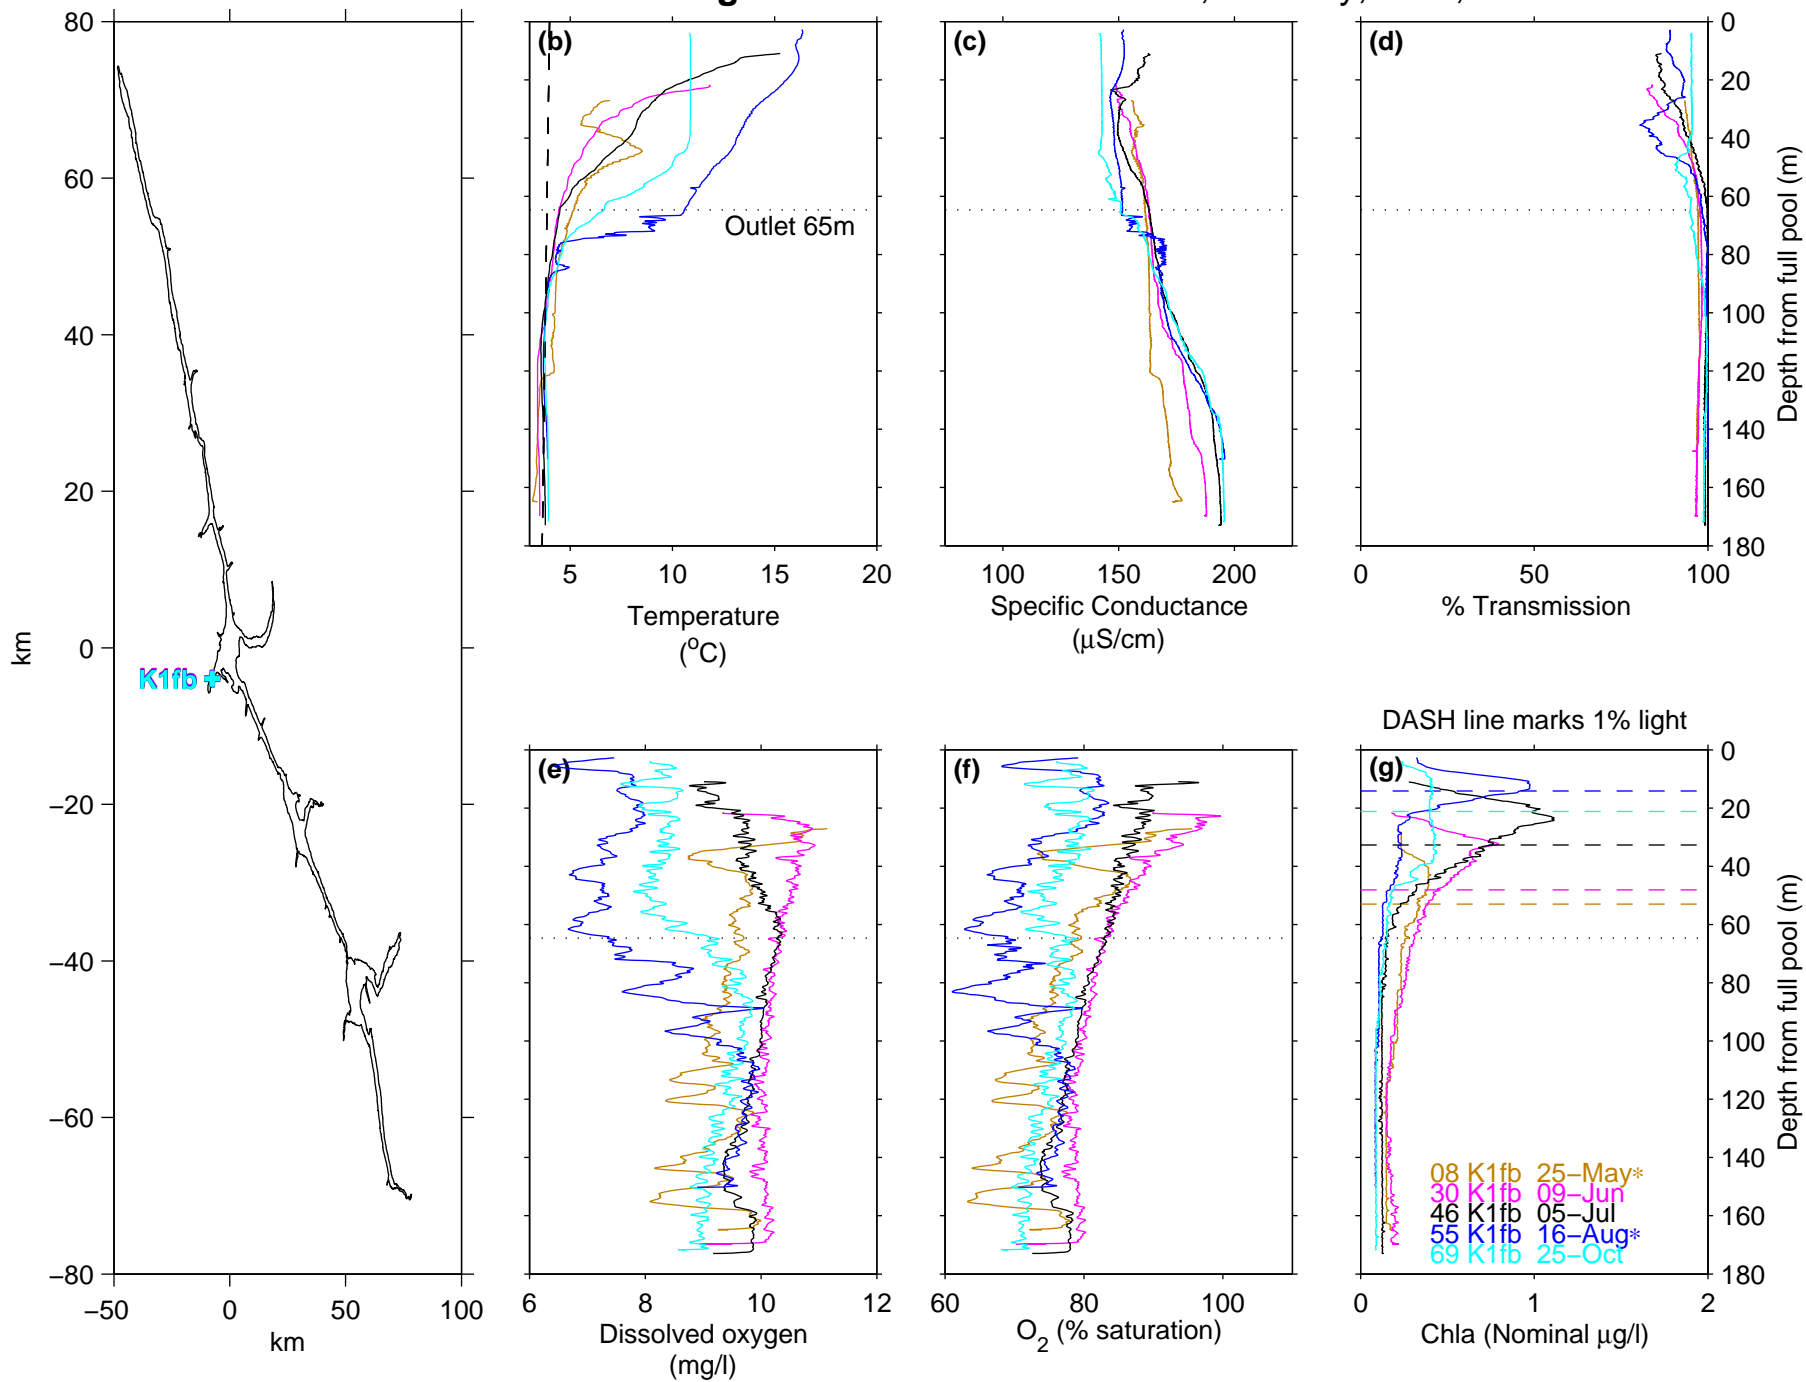 80
60
40
20
0
−20
−40
−60
−80
km
−50 0 50 100
km
K1fb
(b)
Outlet 65m
5 10 15 20
Temperature
(°C)
(c)
100 150 200
Specific Conductance
(μS/cm)
(d)
0 50 100
% Transmission
0
20
40
60
80
100
120
140
160
180
Depth from full pool (m)
(e)
6 8 10 12
Dissolved oxygen
(mg/l)
(f)
60 80 100
O2 (% saturation)
DASH line marks 1% light
(g)
08 K1fb 25−May*
30 K1fb 09−Jun
46 K1fb 05−Jul
55 K1fb 16−Aug*
69 K1fb 25−Oct
0 1 2
Chla (Nominal μg/l)
0
20
40
60
80
100
120
140
160
180
Depth from full pool (m)